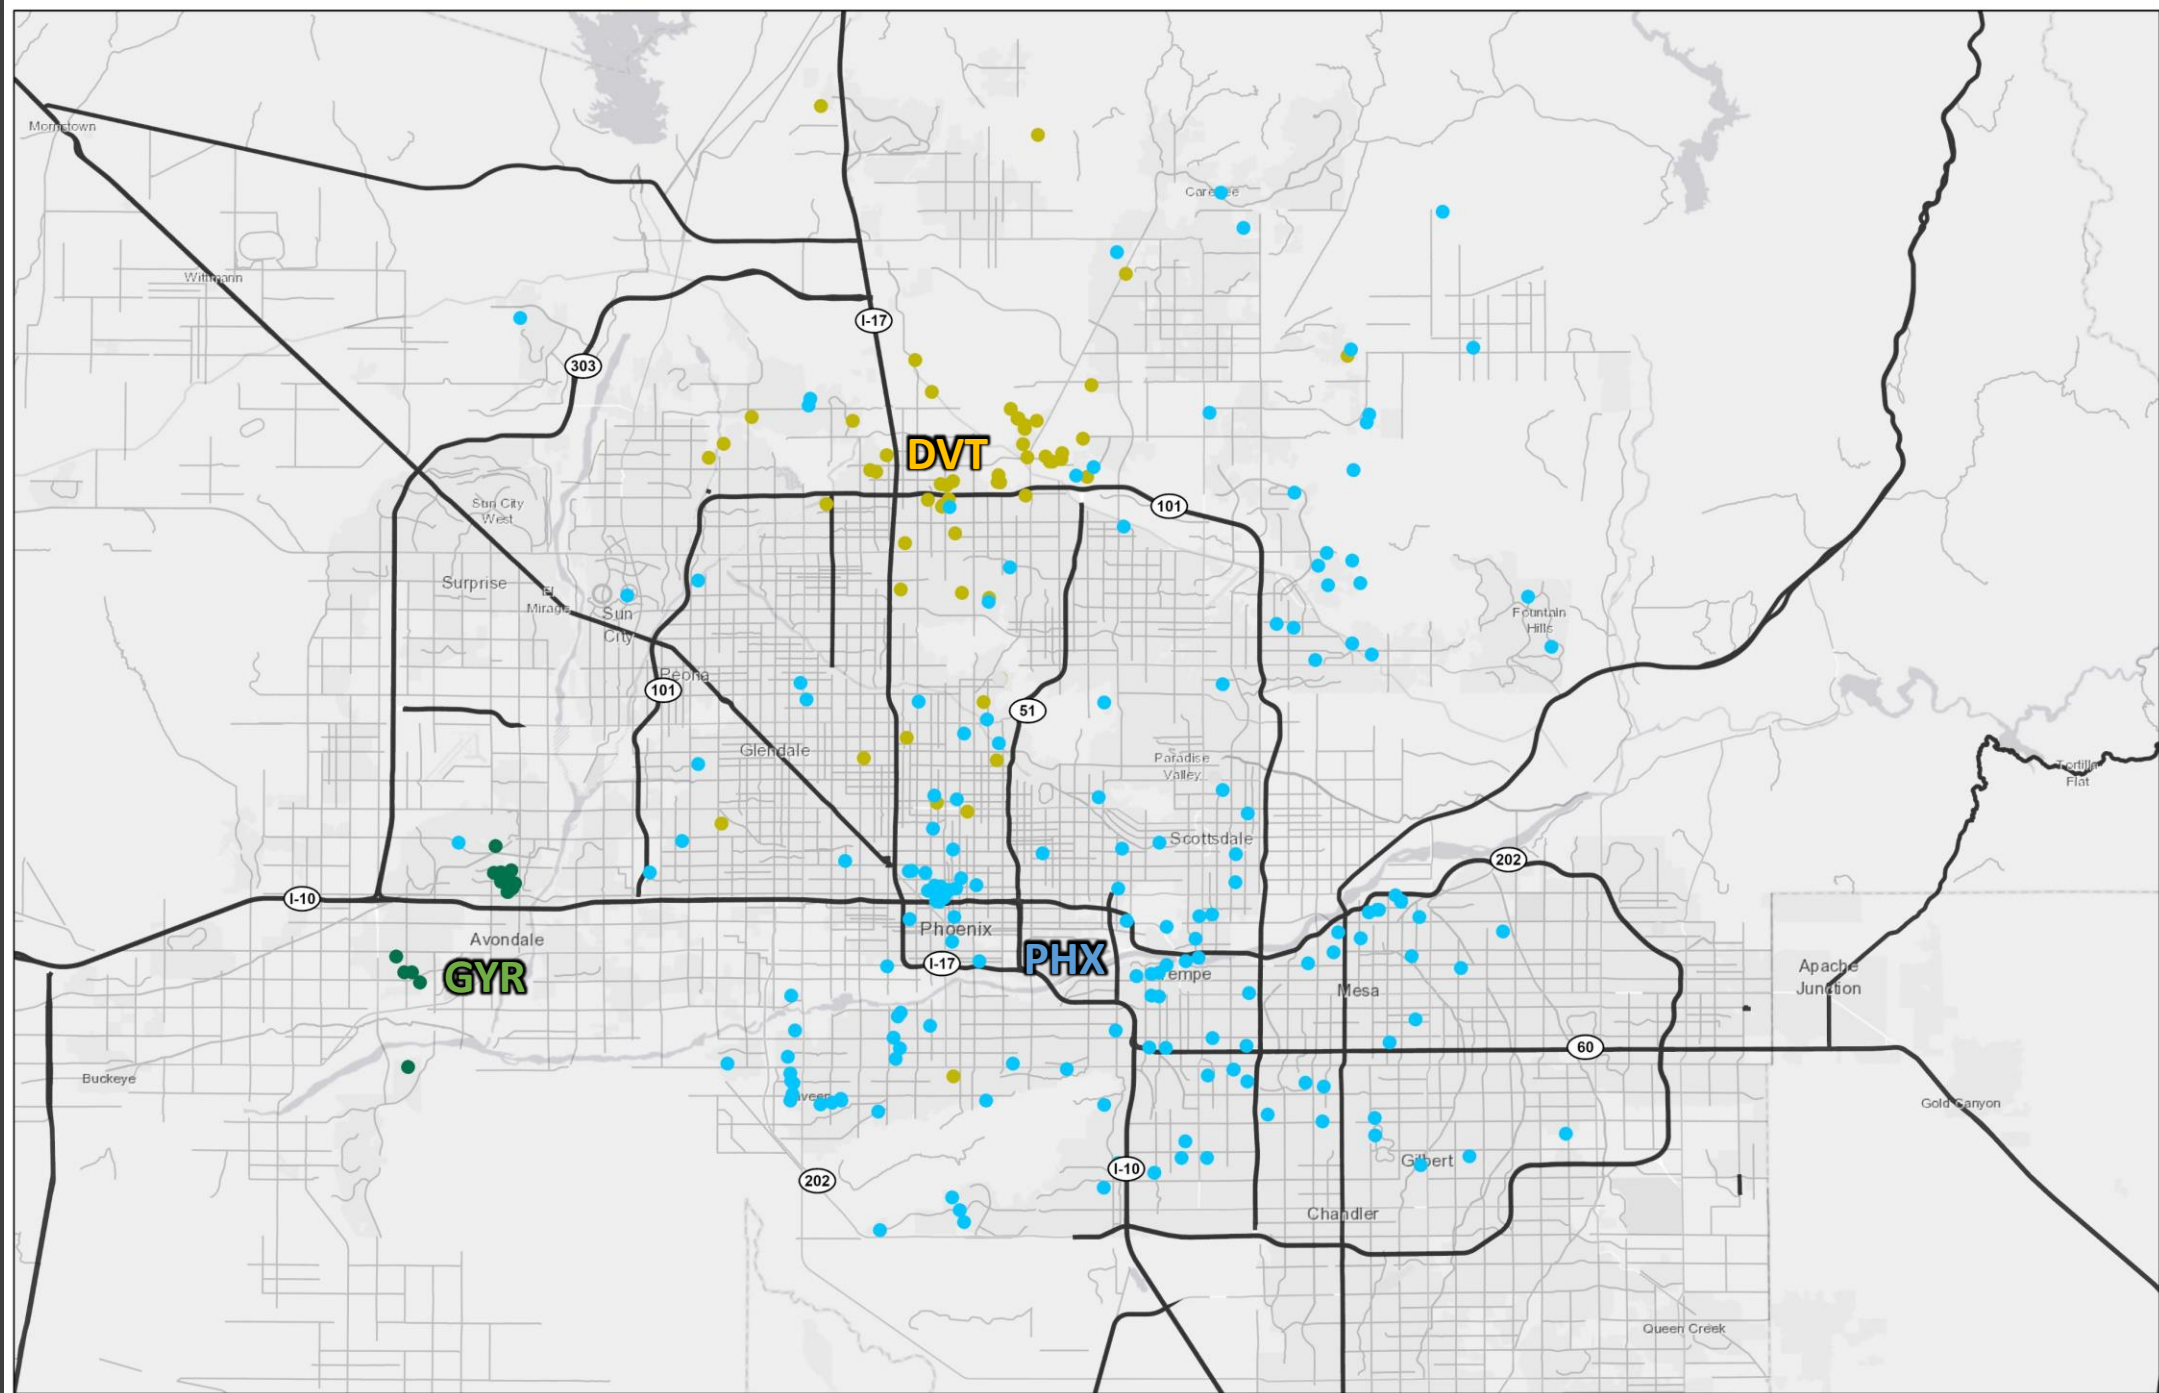 Morristown
Carefree
Wittmann
I-17
303
DVT
Sun City
West
101
Surprise
El
Mirage
Sun
City
Fountain
Hills
Peoria
101
51
Glendale
Paradise
Valley
Tortilla
Flat
Scottsdale
202
I-10
Phoenix
Avondale
PHX
I-17
GYR
Tempe
Apache
Junction
Mesa
60
Buckeye
Laveen
Gold Canyon
Gilbert
I-10
202
Chandler
Queen Creek